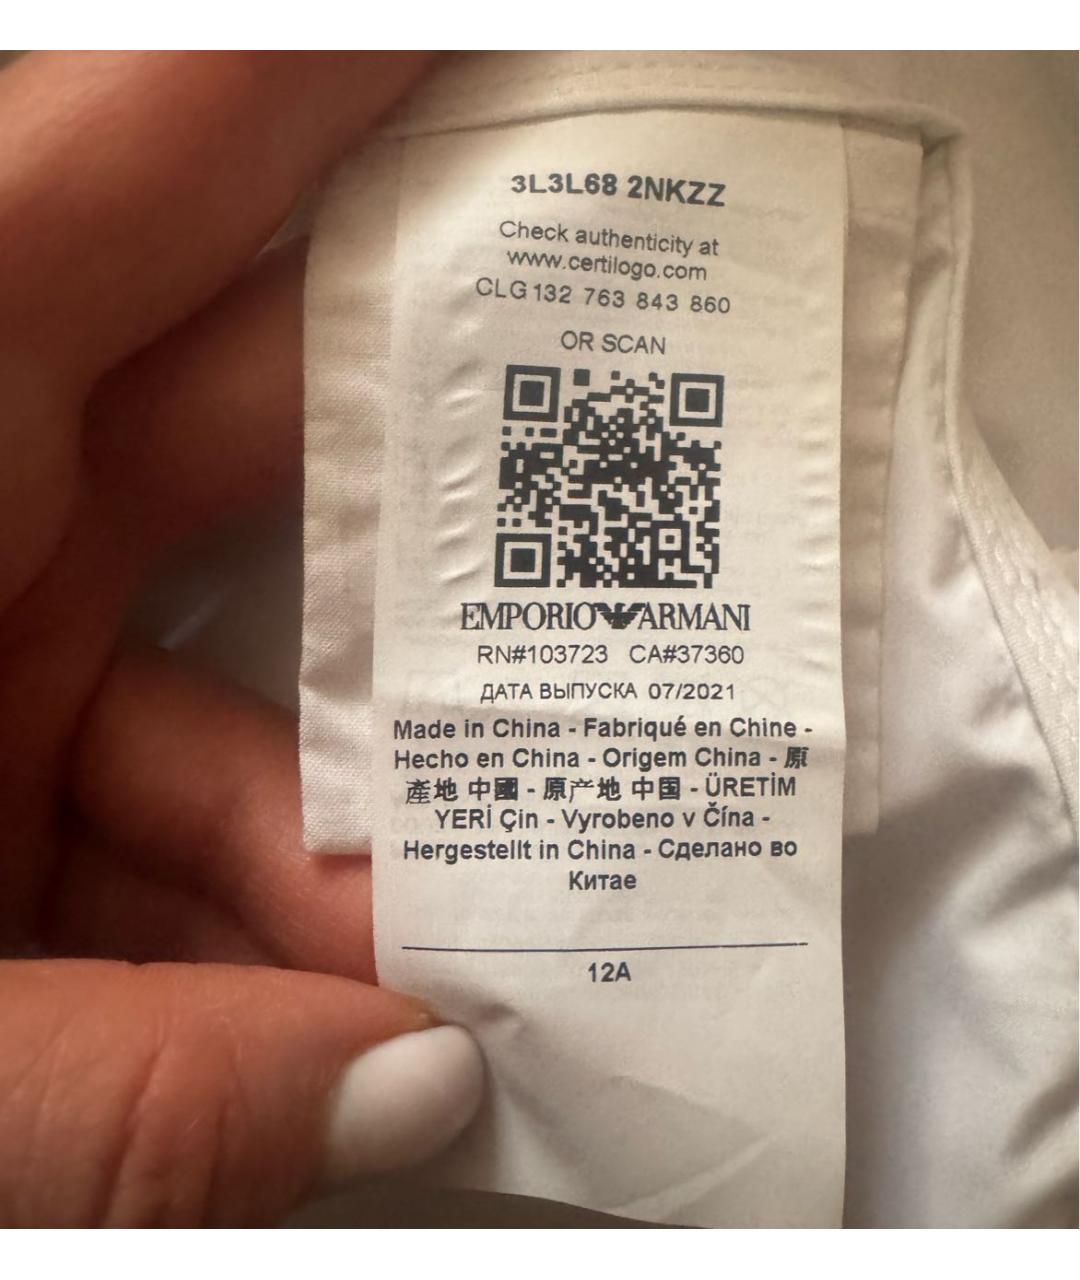 3L3L68 2NKZZ
Check authenticity at
www.certilogo.com
CLG 132 763 843 860
OR SCAN
EMPORIO ARMANI
RN#103723 CA#37360
ДАТА ВЫПУСКА 07/2021
Made in China - Fabriqué en Chine -
Hecho en China - Origem China - 原
產地 中國 - 原产地 中国 - ÜRETİM
YERİ Çin - Vyrobeno v Čína -
Hergestellt in China - Сделано во
Китае
12A